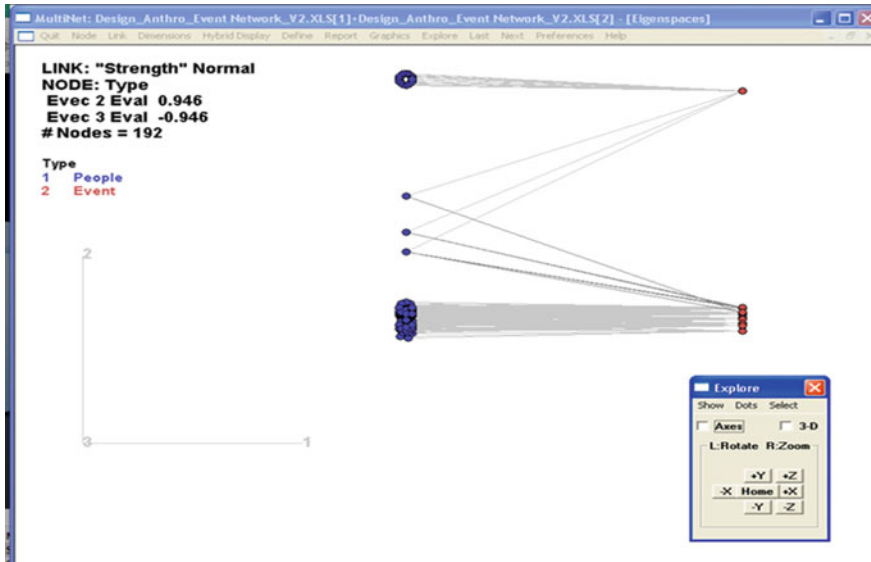 MultiNet: Design_Anthro_Event Network_V2.XLS[1]+Design_Anthro_Event Network_V2.XLS[2] - [Eigenspaces]
Quit Node Link Dimensions Hybrid Display Define Report Graphics Explore Last Next Preferences Help
LINK: "Strength" Normal
NODE: Type
Evec 2 Eval 0.946
Evec 3 Eval -0.946
# Nodes = 192
Type
1 People
2 Event
2
3
1
Explore
Show Dots Select
Axes 3-D
L:Rotate R:Zoom
+Y +Z
-X Home +X
-Y -Z